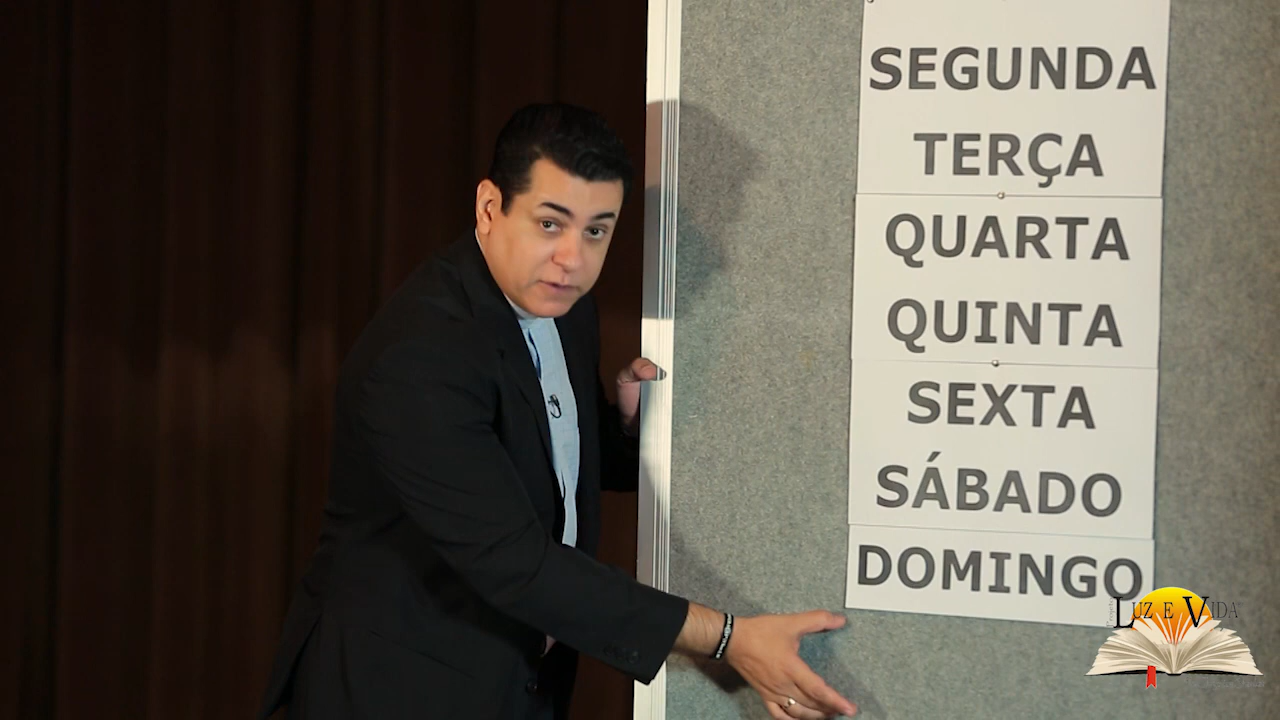 SEGUNDA
TERÇA
QUARTA
QUINTA
SEXTA
SÁBADO
DOMINGO
LUZ E VIDA